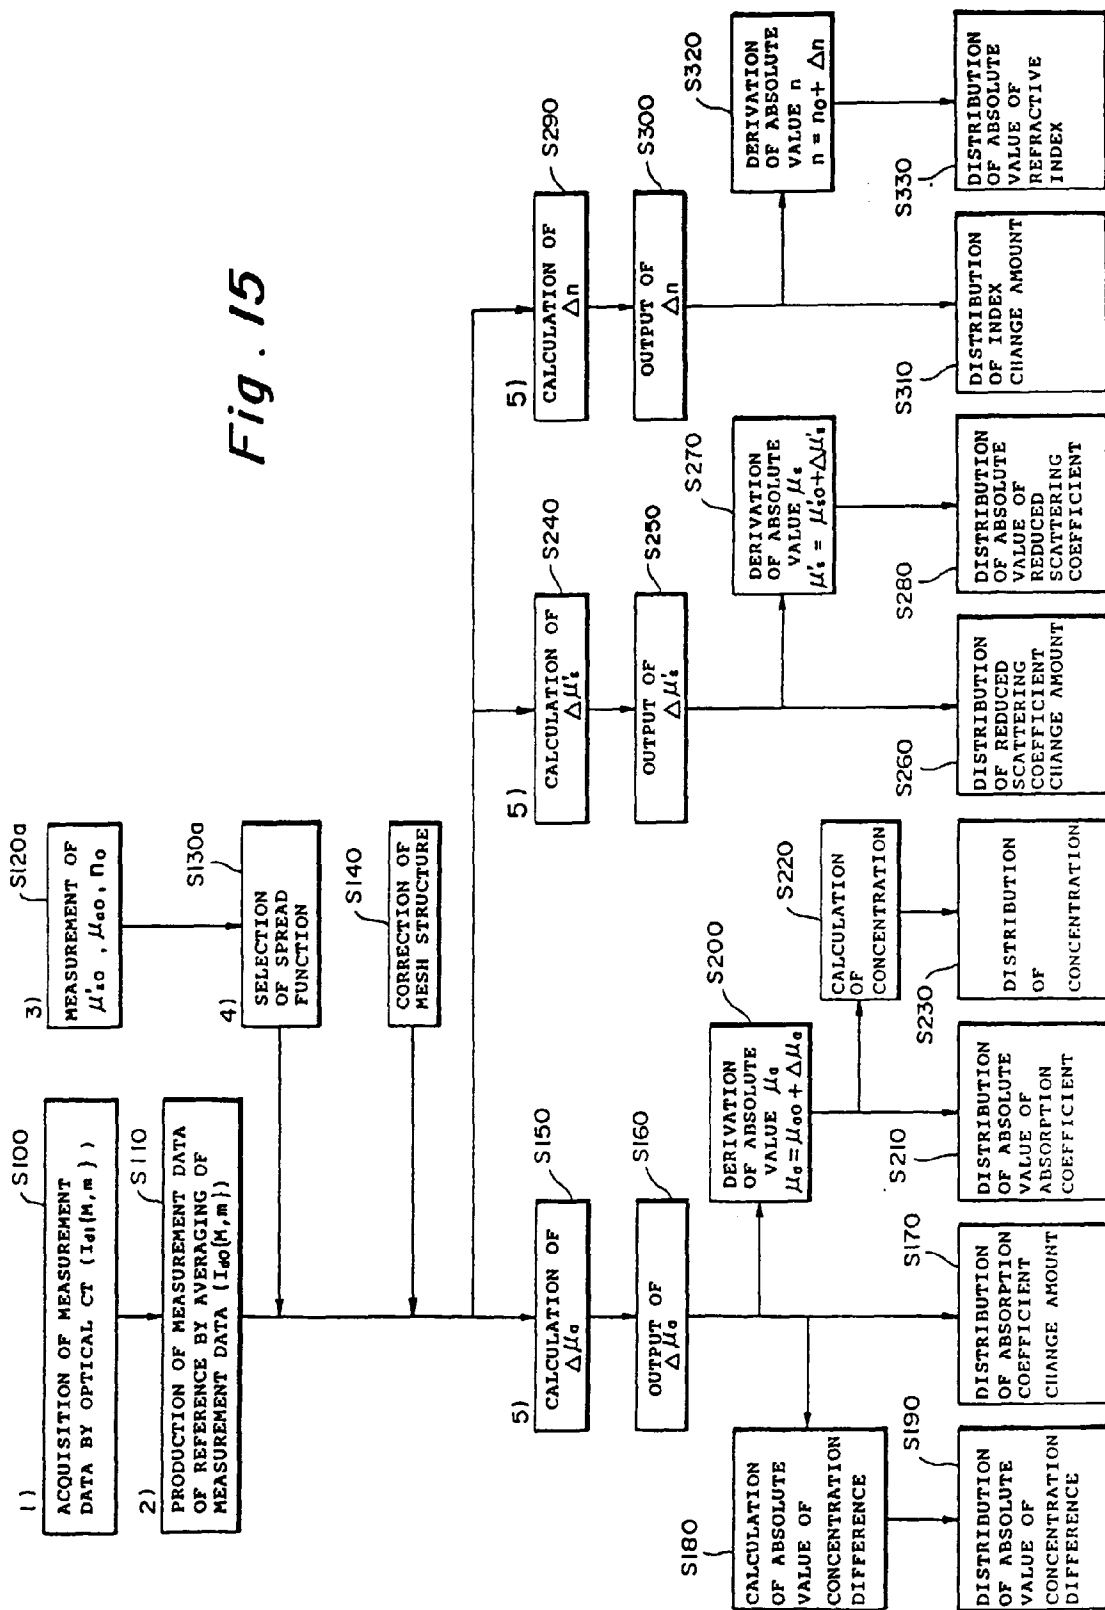 Fig. 15
1)
S100
ACQUISITION OF MEASUREMENT
DATA BY OPTICAL CT (Id1(M,m))
2)
S110
PRODUCTION OF MEASUREMENT DATA
OF REFERENCE BY AVERAGING OF
MEASUREMENT DATA (Id0(M,m))
3)
S120a
MEASUREMENT OF
μ's0, μa0, n0
4)
S130a
SELECTION
OF SPREAD
FUNCTION
S140
CORRECTION OF
MESH STRUCTURE
5)
S150
CALCULATION OF
Δμa
S160
OUTPUT OF
Δμa
S180
CALCULATION
OF ABSOLUTE
VALUE OF
CONCENTRATION
DIFFERENCE
S190
DISTRIBUTION
OF ABSOLUTE
VALUE OF
CONCENTRATION
DIFFERENCE
S170
DISTRIBUTION
OF ABSORPTION
COEFFICIENT
CHANGE AMOUNT
S200
DERIVATION
OF ABSOLUTE
VALUE μa
μa = μa0 + Δμa
S210
DISTRIBUTION
OF ABSOLUTE
VALUE OF
ABSORPTION
COEFFICIENT
S220
CALCULATION
OF
CONCENTRATION
S230
DISTRIBUTION
OF
CONCENTRATION
5)
S240
CALCULATION OF
Δμ's
S250
OUTPUT OF
Δμ's
S260
DISTRIBUTION
OF REDUCED
SCATTERING
COEFFICIENT
CHANGE AMOUNT
S270
DERIVATION
OF ABSOLUTE
VALUE μs
μ's = μ's0 + Δμ's
S280
DISTRIBUTION
OF ABSOLUTE
VALUE OF
REDUCED
SCATTERING
COEFFICIENT
5)
S290
CALCULATION OF
Δn
S300
OUTPUT OF
Δn
S310
DISTRIBUTION
OF INDEX
CHANGE AMOUNT
S320
DERIVATION
OF ABSOLUTE
VALUE n
n = n0 + Δn
S330
DISTRIBUTION
OF ABSOLUTE
VALUE OF
REFRACTIVE
INDEX